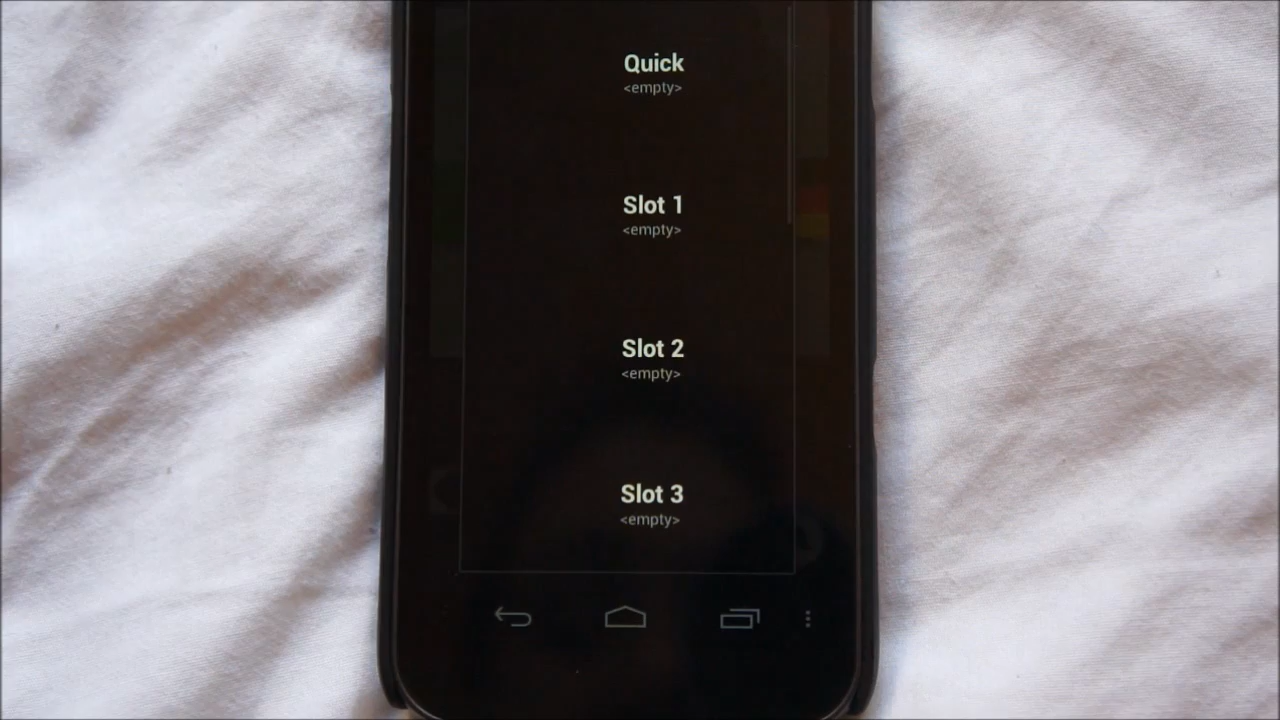 Quick
<empty>
Slot 1
<empty>
Slot 2
<empty>
Slot 3
<empty>